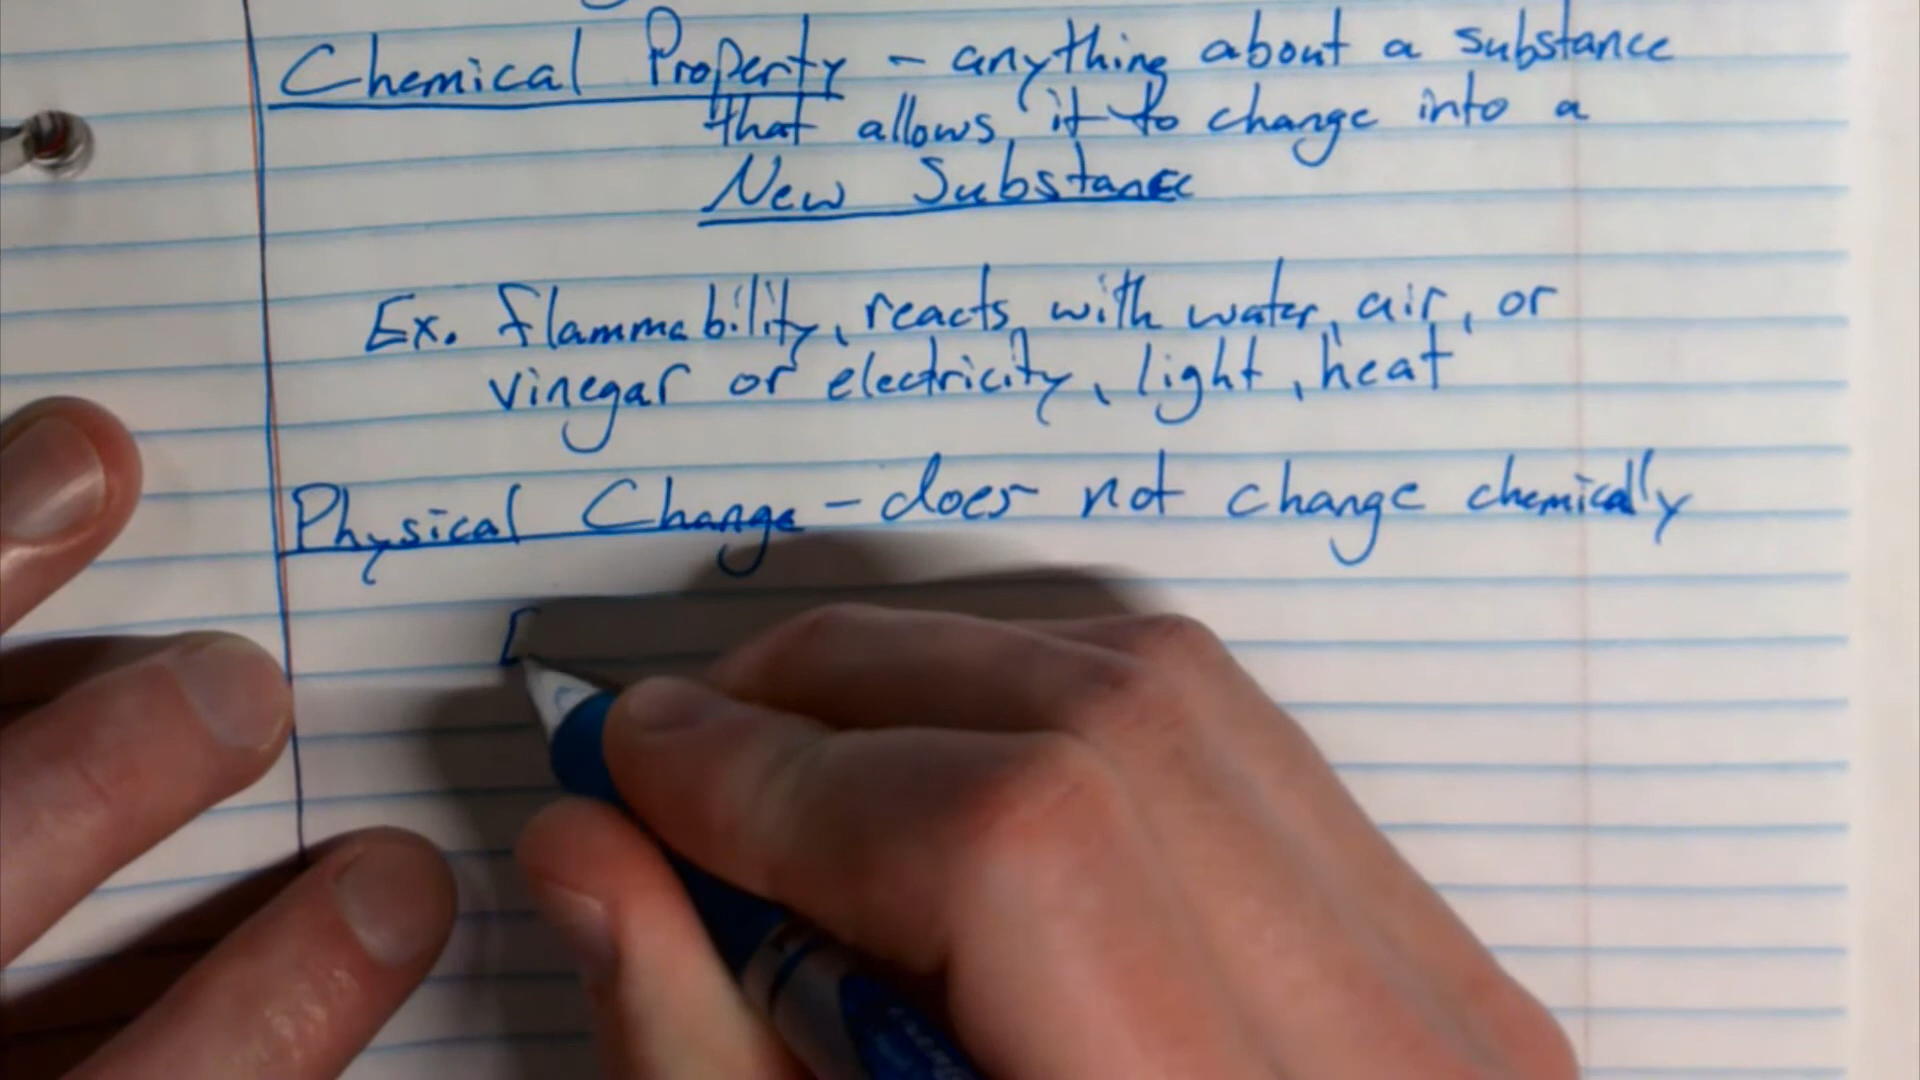 Chemical Property - anything about a substance
that allows it to change into a
New Substance
Ex. flammability, reacts with water, air, or
vinegar or electricity, light, heat
Physical Change - does not change chemically